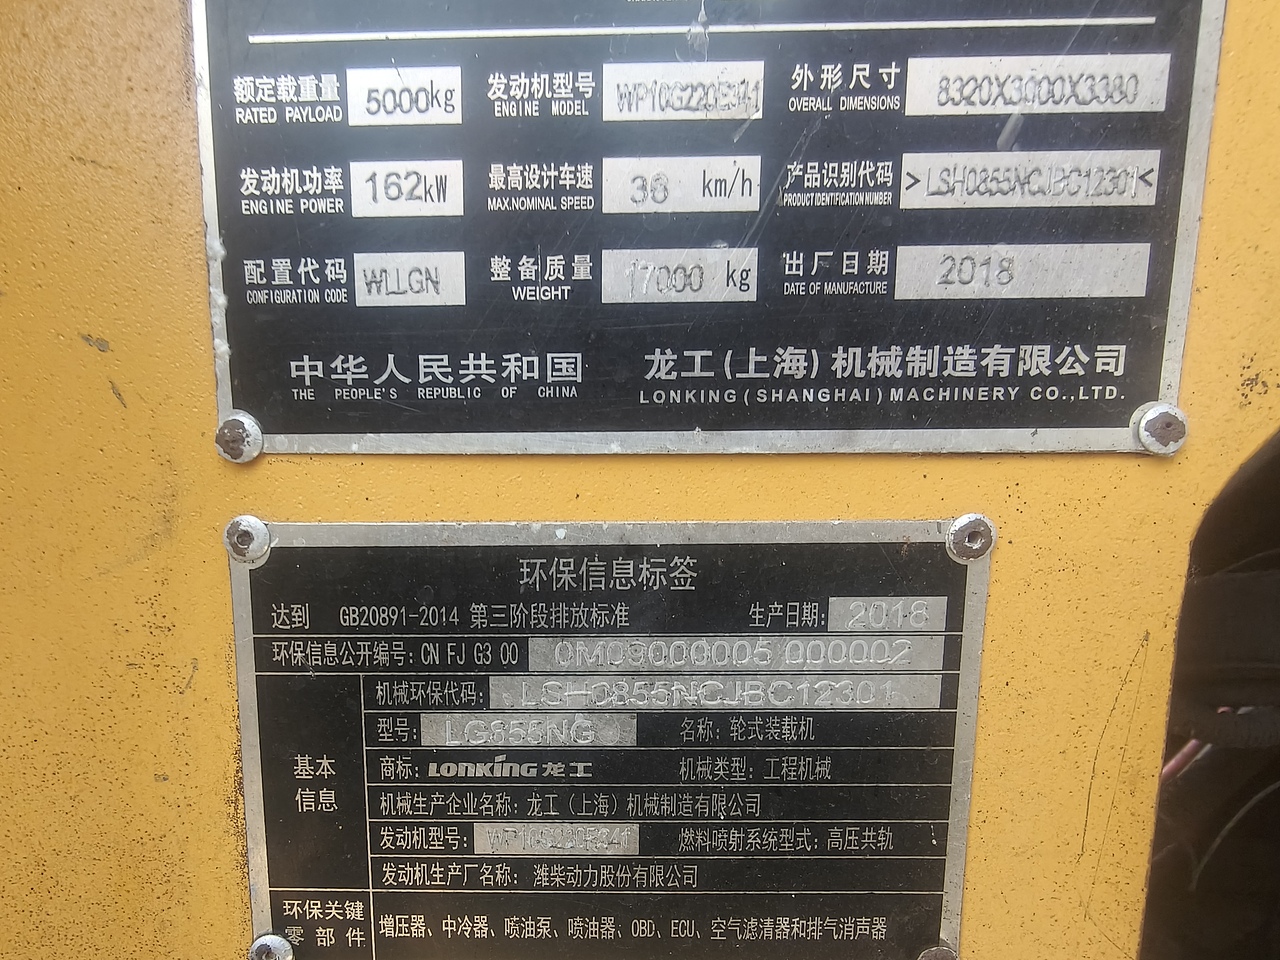 额定载重量 5000kg 发动机型号 WP10G220E341 外形尺寸 8320X3000X3380
RATED PAYLOAD ENGINE MODEL OVERALL DIMENSIONS
发动机功率 162kW 最高设计车速 38 km/h 产品识别代码 >LSH0855NCJBC12301<
ENGINE POWER MAX.NOMINAL SPEED PRODUCT IDENTIFICATION NUMBER
配置代码 WLLGN 整备质量 17000 kg 出厂日期 2018
CONFIGURATION CODE WEIGHT DATE OF MANUFACTURE
中华人民共和国 龙工(上海)机械制造有限公司
THE PEOPLE'S REPUBLIC OF CHINA LONKING(SHANGHAI)MACHINERY CO.,LTD.
环保信息标签
达到 GB20891-2014 第三阶段排放标准 生产日期: 2018
环保信息公开编号: CN FJ G3 00 0M09000005 000002
机械环保代码: LSH0855NCJBC12301
型号: LG855NG 名称: 轮式装载机
基本信息
商标: LONKING 龙工 机械类型: 工程机械
机械生产企业名称: 龙工(上海)机械制造有限公司
发动机型号: WP10G220E341 燃料喷射系统型式: 高压共轨
发动机生产厂名称: 潍柴动力股份有限公司
环保关键零部件 增压器、中冷器、喷油泵、喷油器、OBD、ECU、空气滤清器和排气消声器